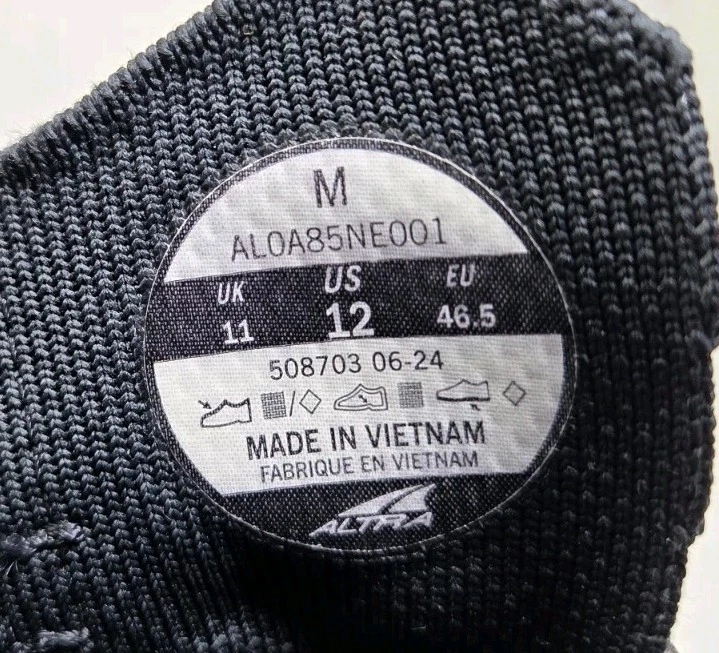 M
AL0A85NE001
UK US EU
11 12 46.5
508703 06-24
/
MADE IN VIETNAM
FABRIQUE EN VIETNAM
ALTRA